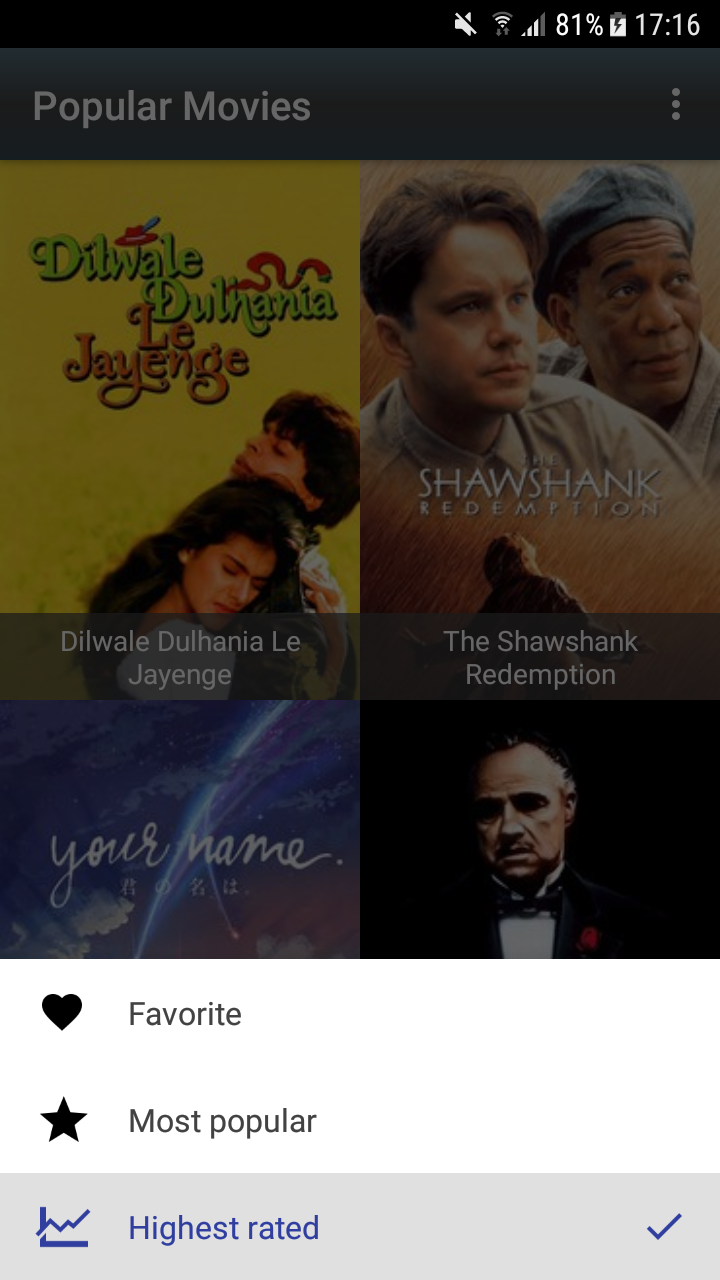 81% 17:16
Popular Movies
Dilwale
Dulhania
Le
Jayenge
THE
SHAWSHANK
REDEMPTION
Dilwale Dulhania Le
Jayenge
The Shawshank
Redemption
your name.
君の名は.
Favorite
Most popular
Highest rated